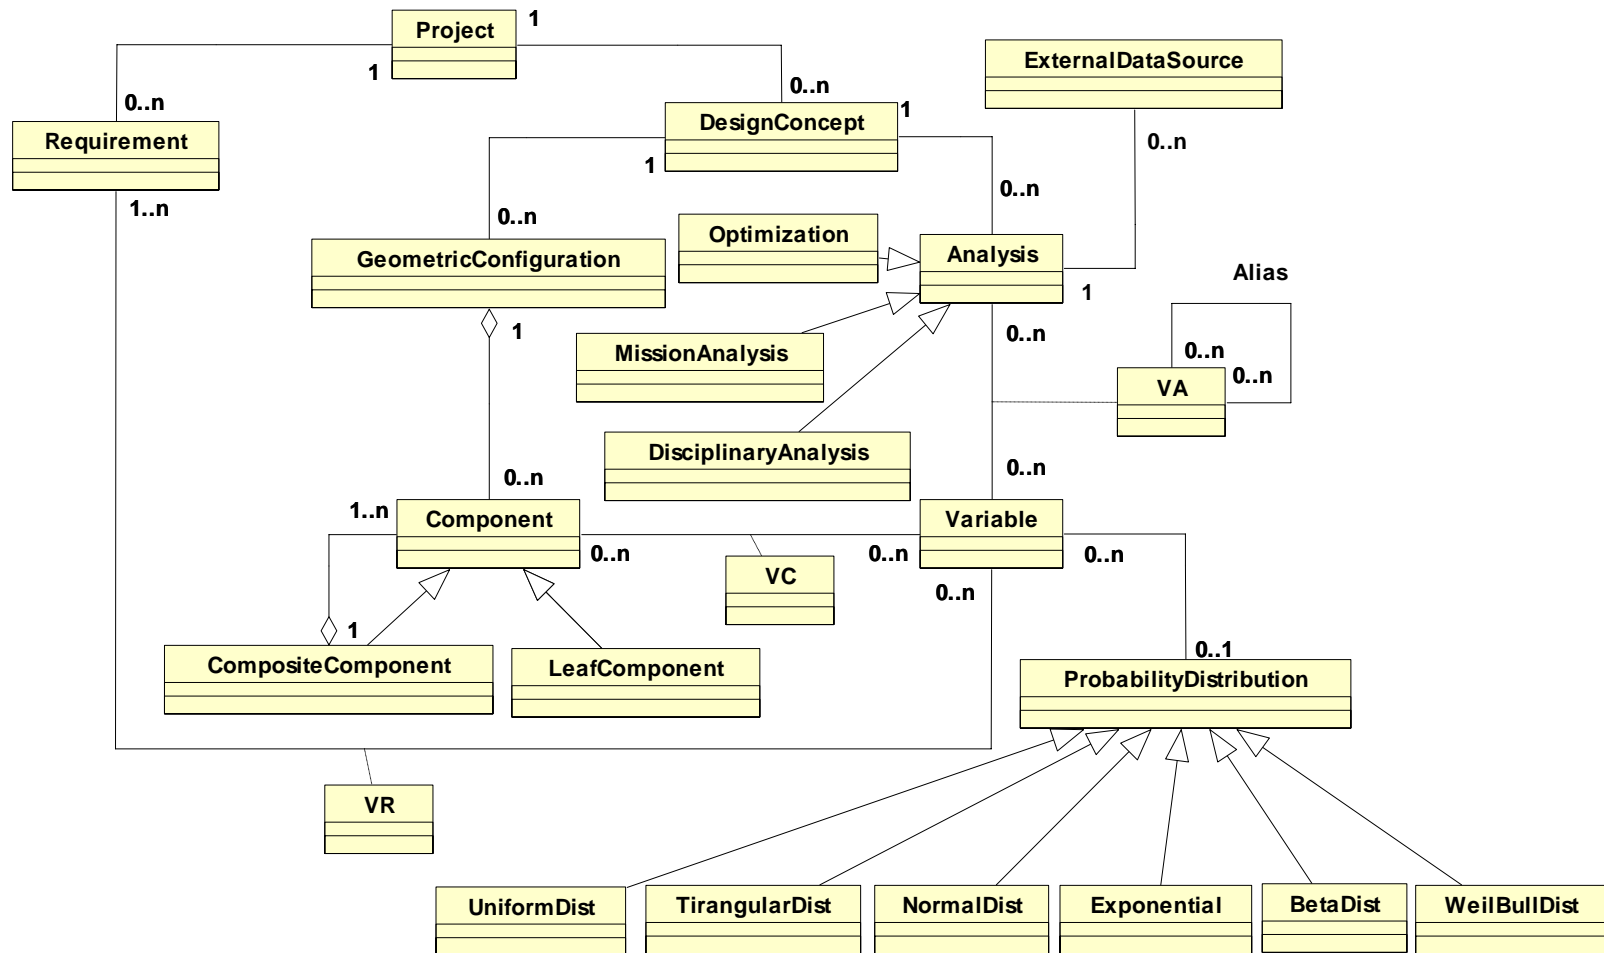 Project
1
1
ExternalDataSource
0..n
0..n
DesignConcept
1
Requirement
0..n
1
1..n
0..n
0..n
Optimization
Analysis
GeometricConfiguration
Alias
1
1
0..n
MissionAnalysis
0..n
0..n
VA
DisciplinaryAnalysis
0..n
0..n
1..n
Component
Variable
0..n
0..n
0..n
VC
0..n
1
0..1
CompositeComponent
LeafComponent
ProbabilityDistribution
VR
UniformDist
TirangularDist
NormalDist
Exponential
BetaDist
WeilBullDist